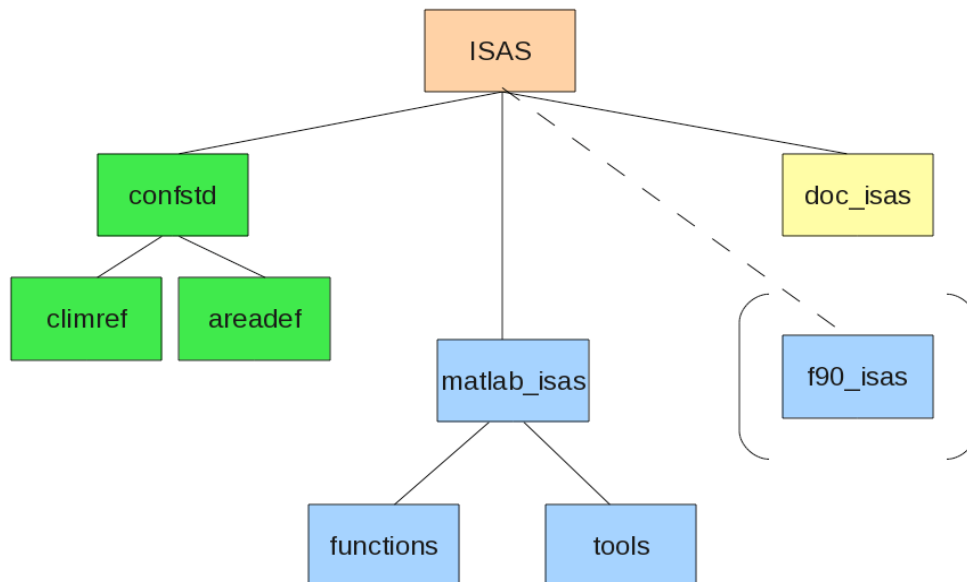 ISAS
confstd
doc_isas
climref
areadef
matlab_isas
f90_isas
functions
tools